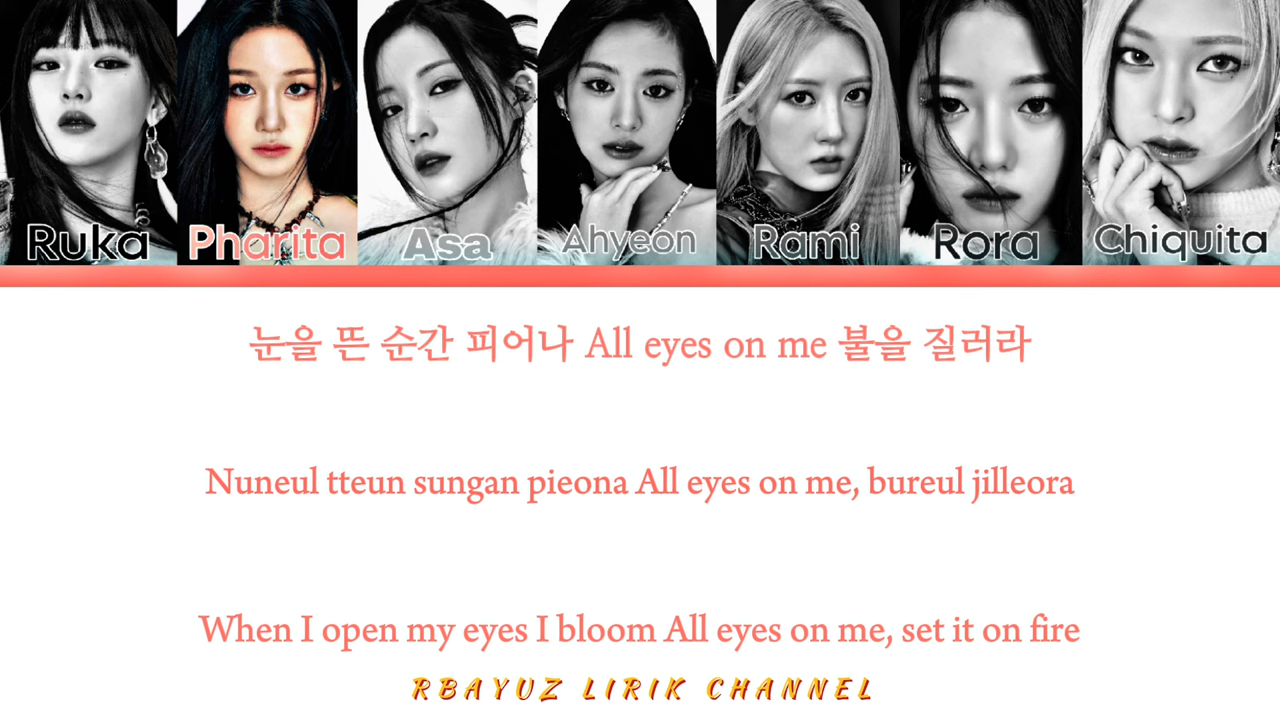 Ruka Pharita Asa Ahyeon Rami Rora Chiquita
눈을 뜬 순간 피어나 All eyes on me 불을 질러라
Nuneul tteun sungan pieona All eyes on me, bureul jilleora
When I open my eyes I bloom All eyes on me, set it on fire
RBAYUZ LIRIK CHANNEL